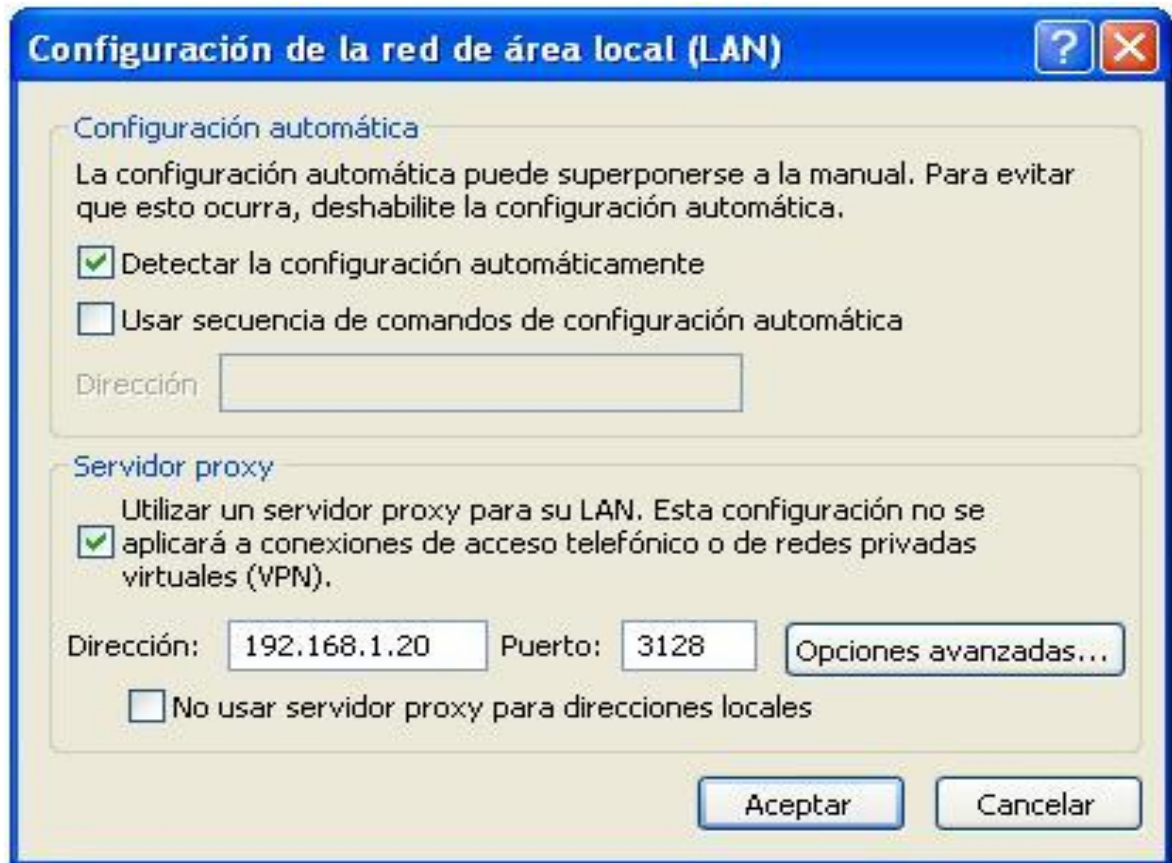 Configuración de la red de área local (LAN)
Configuración automática
La configuración automática puede superponerse a la manual. Para evitar
que esto ocurra, deshabilite la configuración automática.
Detectar la configuración automáticamente
Usar secuencia de comandos de configuración automática
Dirección
Servidor proxy
Utilizar un servidor proxy para su LAN. Esta configuración no se
aplicará a conexiones de acceso telefónico o de redes privadas
virtuales (VPN).
Dirección: 192.168.1.20 Puerto: 3128 Opciones avanzadas...
No usar servidor proxy para direcciones locales
Aceptar Cancelar